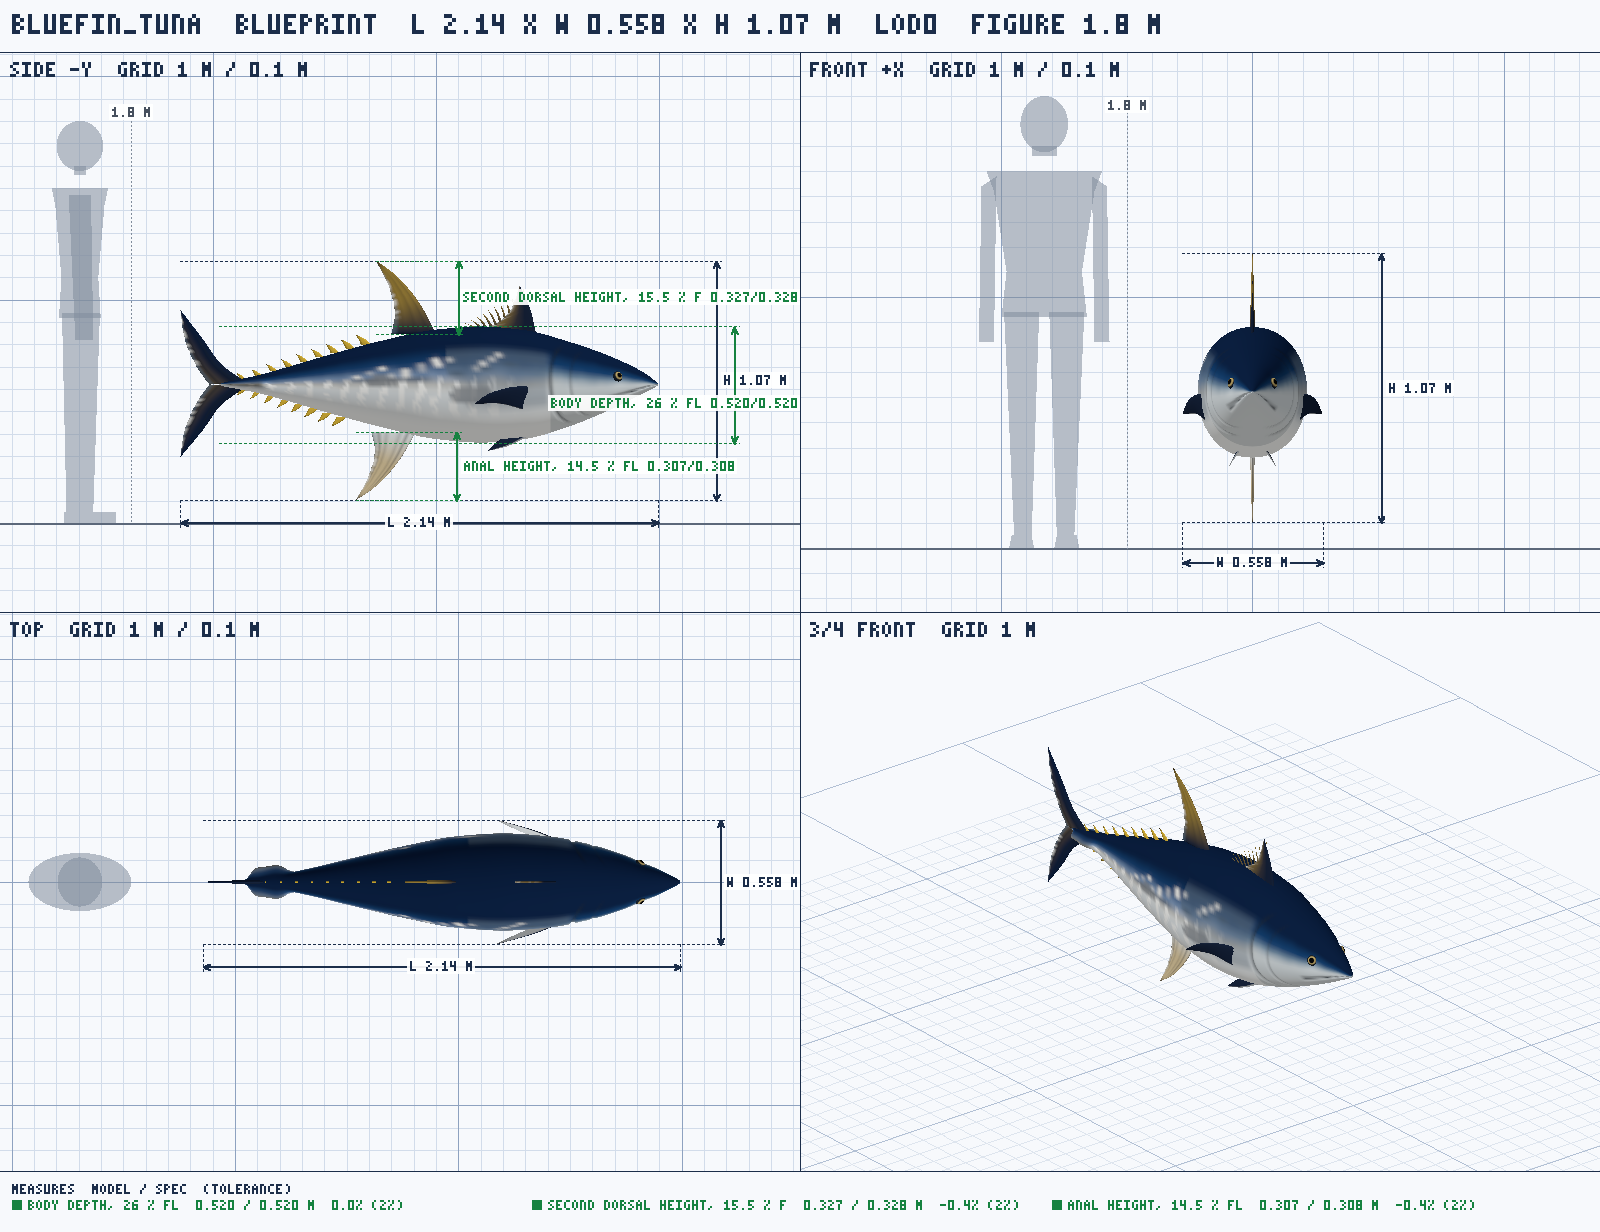 BLUEFIN_TUNA BLUEPRINT L 2.14 X W 0.558 X H 1.07 M LOD0 FIGURE 1.8 M
SIDE -Y GRID 1 M / 0.1 M
1.8 M
SECOND DORSAL HEIGHT, 15.5 % F 0.327/0.328
H 1.07 M
BODY DEPTH, 26 % FL 0.520/0.520
ANAL HEIGHT, 14.5 % FL 0.307/0.308
L 2.14 M
FRONT +X GRID 1 M / 0.1 M
1.8 M
H 1.07 M
W 0.558 M
TOP GRID 1 M / 0.1 M
W 0.558 M
L 2.14 M
3/4 FRONT GRID 1 M
MEASURES MODEL / SPEC (TOLERANCE)
BODY DEPTH, 26 % FL 0.520 / 0.520 M 0.0% (2%)
SECOND DORSAL HEIGHT, 15.5 % F 0.327 / 0.328 M -0.4% (2%)
ANAL HEIGHT, 14.5 % FL 0.307 / 0.308 M -0.4% (2%)